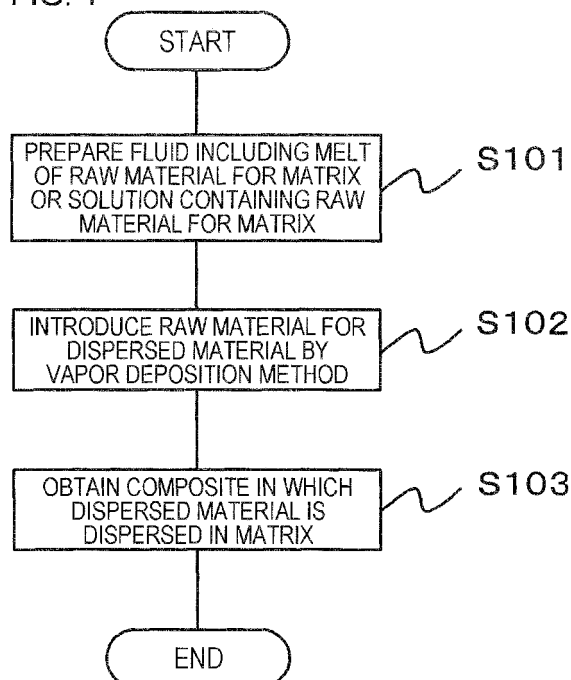 START
PREPARE FLUID INCLUDING MELT
OF RAW MATERIAL FOR MATRIX
OR SOLUTION CONTAINING RAW
MATERIAL FOR MATRIX
S101
INTRODUCE RAW MATERIAL FOR
DISPERSED MATERIAL BY
VAPOR DEPOSITION METHOD
S102
OBTAIN COMPOSITE IN WHICH
DISPERSED MATERIAL IS
DISPERSED IN MATRIX
S103
END